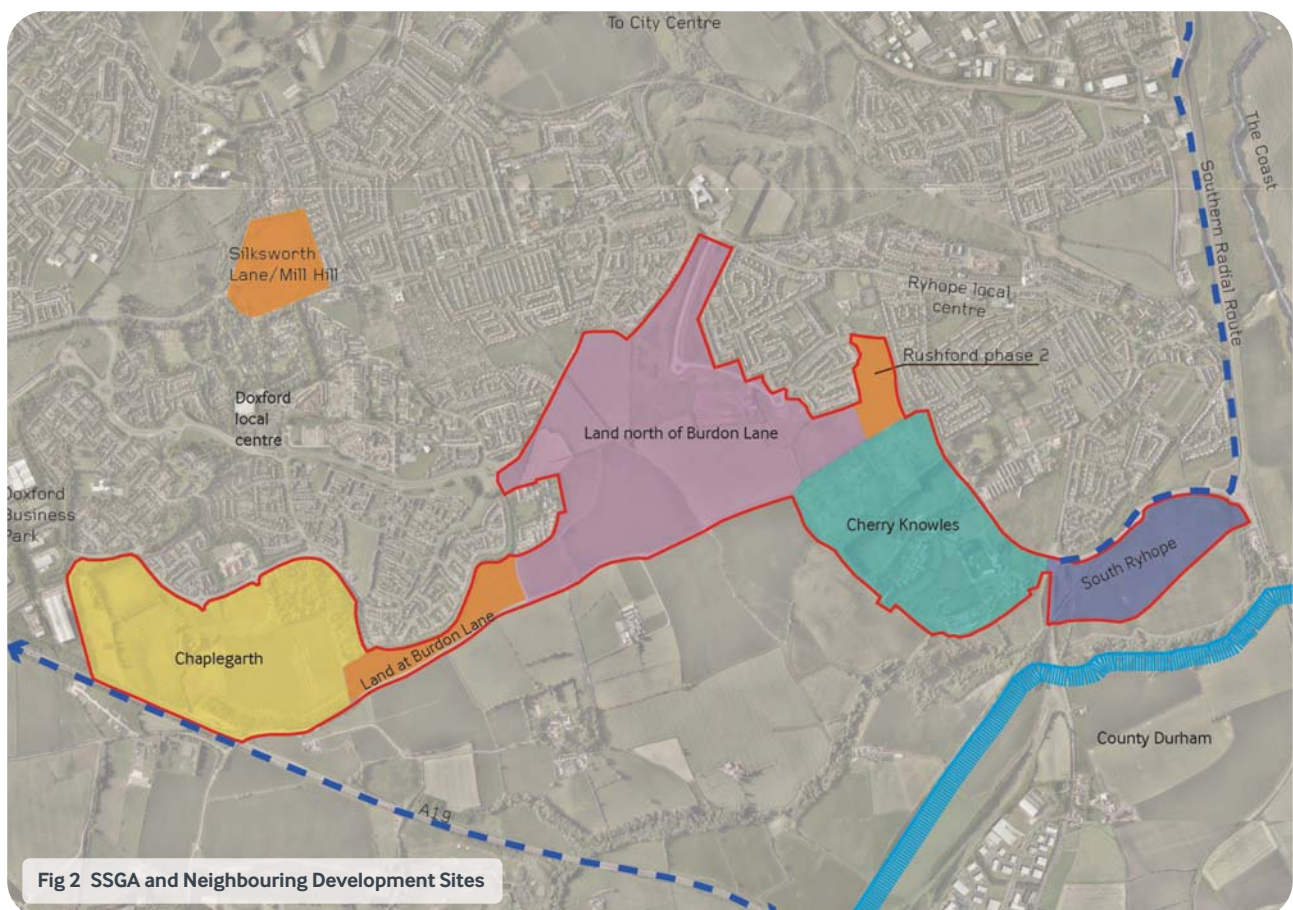 To City Centre
The Coast
Southern Radial Route
Silksworth
Lane/Mill Hill
Ryhope local
centre
Rushford phase 2
Doxford
local
centre
Land north of Burdon Lane
Doxford
Business
Park
Cherry Knowles
South Ryhope
Land at Burdon Lane
Chaplegarth
County Durham
A19
Fig 2 SSGA and Neighbouring Development Sites